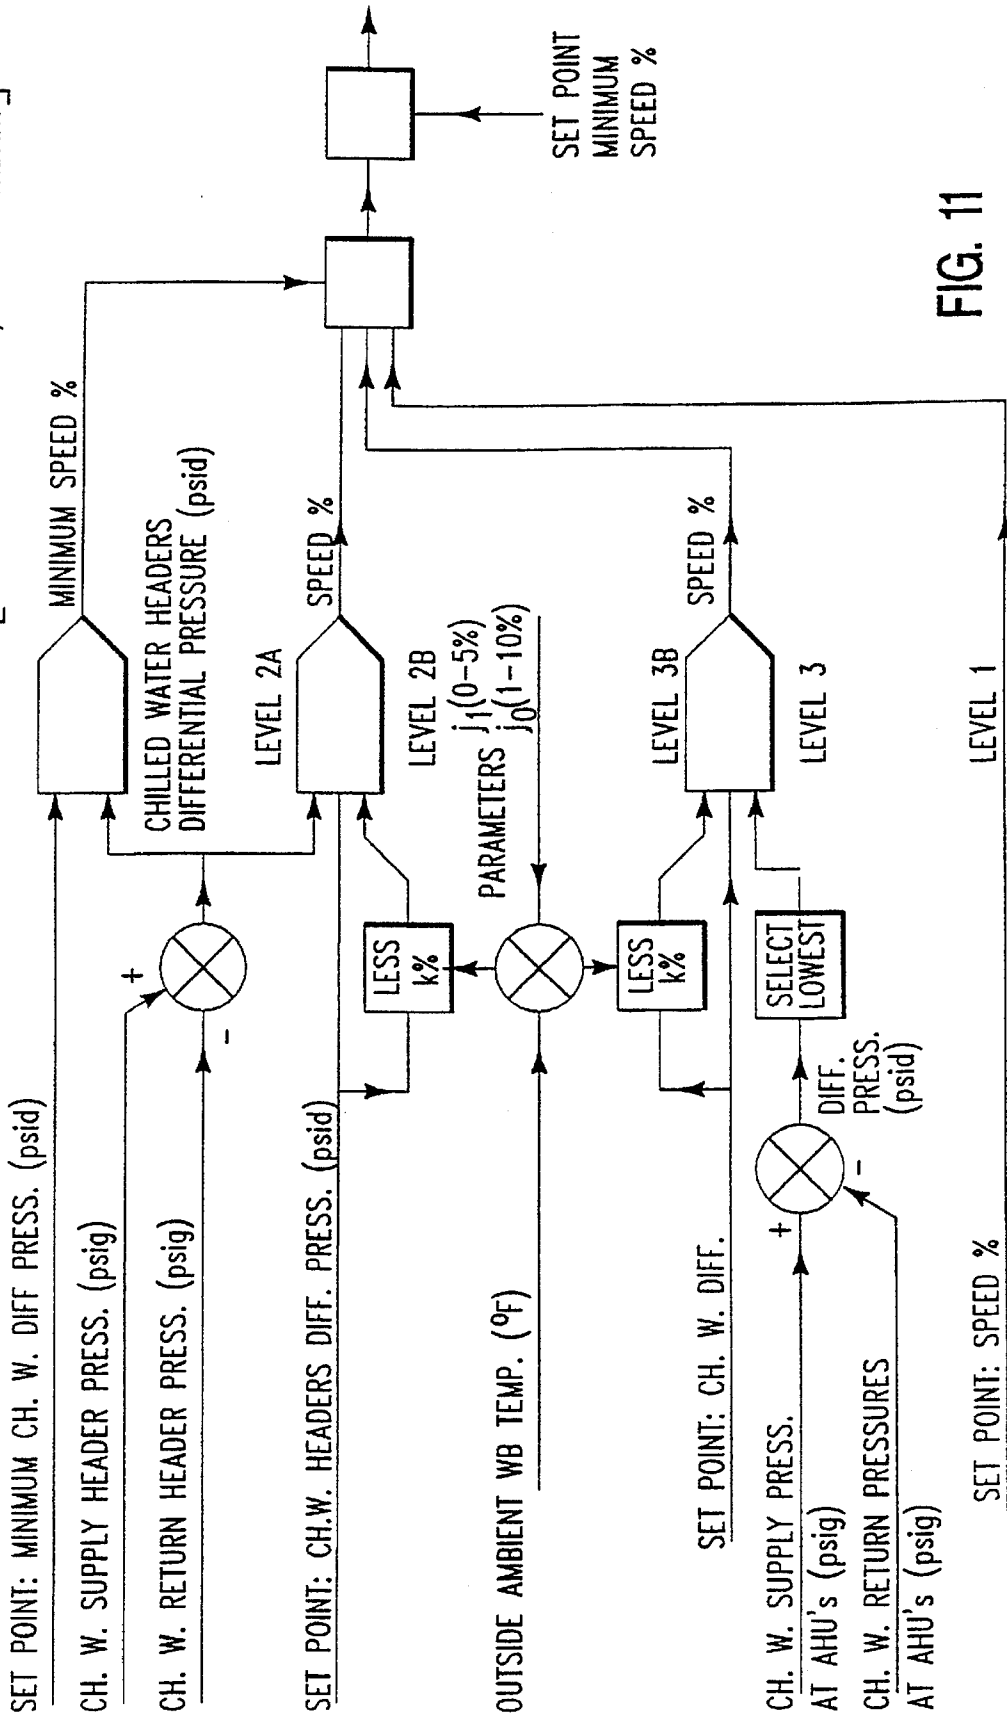 SET POINT: MINIMUM CH. W. DIFF PRESS. (psid)
MINIMUM SPEED %
CH. W. SUPPLY HEADER PRESS. (psig)
+
CH. W. RETURN HEADER PRESS. (psig)
-
CHILLED WATER HEADERS
DIFFERENTIAL PRESSURE (psid)
LEVEL 2A
SPEED %
SET POINT: CH.W. HEADERS DIFF. PRESS. (psid)
LESS
k%
LEVEL 2B
PARAMETERS j1(0-5%)
j0(1-10%)
OUTSIDE AMBIENT WB TEMP. (ºF)
LESS
k%
LEVEL 3B
SPEED %
SET POINT: CH. W. DIFF.
LEVEL 3
SELECT
LOWEST
DIFF.
PRESS.
(psid)
+
-
CH. W. SUPPLY PRESS.
AT AHU's (psig)
CH. W. RETURN PRESSURES
AT AHU's (psig)
SET POINT: SPEED %
LEVEL 1
SET POINT
MINIMUM
SPEED %
FIG. 11